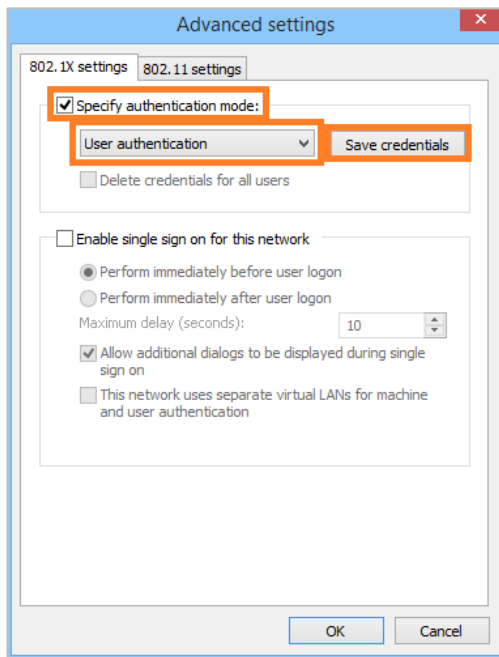 Advanced settings
802.1X settings
802.11 settings
Specify authentication mode:
User authentication
Save credentials
Delete credentials for all users
Enable single sign on for this network
Perform immediately before user logon
Perform immediately after user logon
Maximum delay (seconds):
10
Allow additional dialogs to be displayed during single
sign on
This network uses separate virtual LANs for machine
and user authentication
OK
Cancel